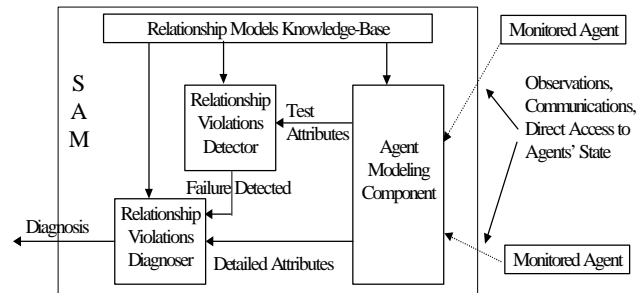 Relationship Models Knowledge-Base
Monitored Agent
S
A
M
Relationship
Violations
Detector
Test
Attributes
Agent
Modeling
Component
Observations,
Communications,
Direct Access to
Agents' State
Failure Detected
Diagnosis
Relationship
Violations
Diagnoser
Detailed Attributes
Monitored Agent